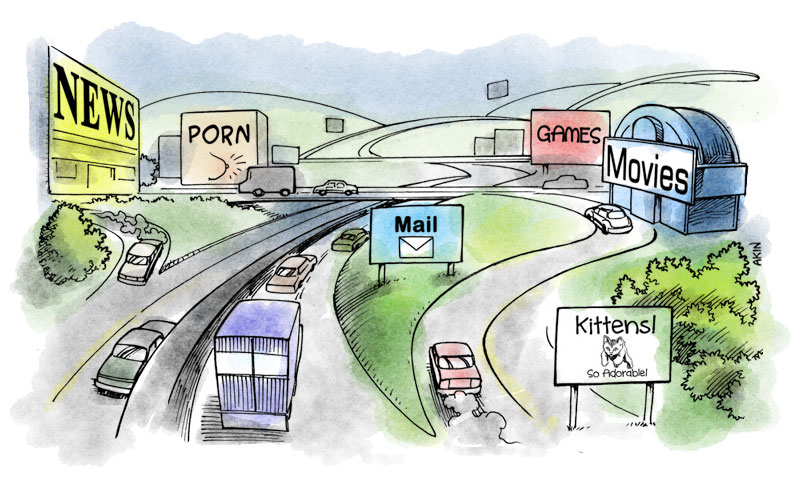 NEWS
PORN
GAMES
Movies
Mail
Kittens!
So Adorable!
AKIN